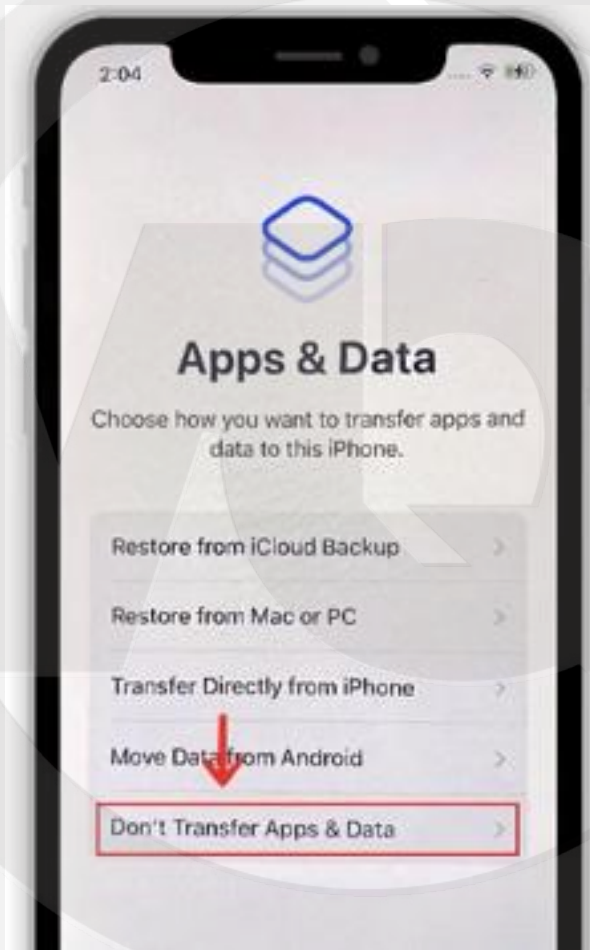 2:04
Apps & Data
Choose how you want to transfer apps and
data to this iPhone.
Restore from iCloud Backup
Restore from Mac or PC
Transfer Directly from iPhone
Move Data from Android
Don't Transfer Apps & Data